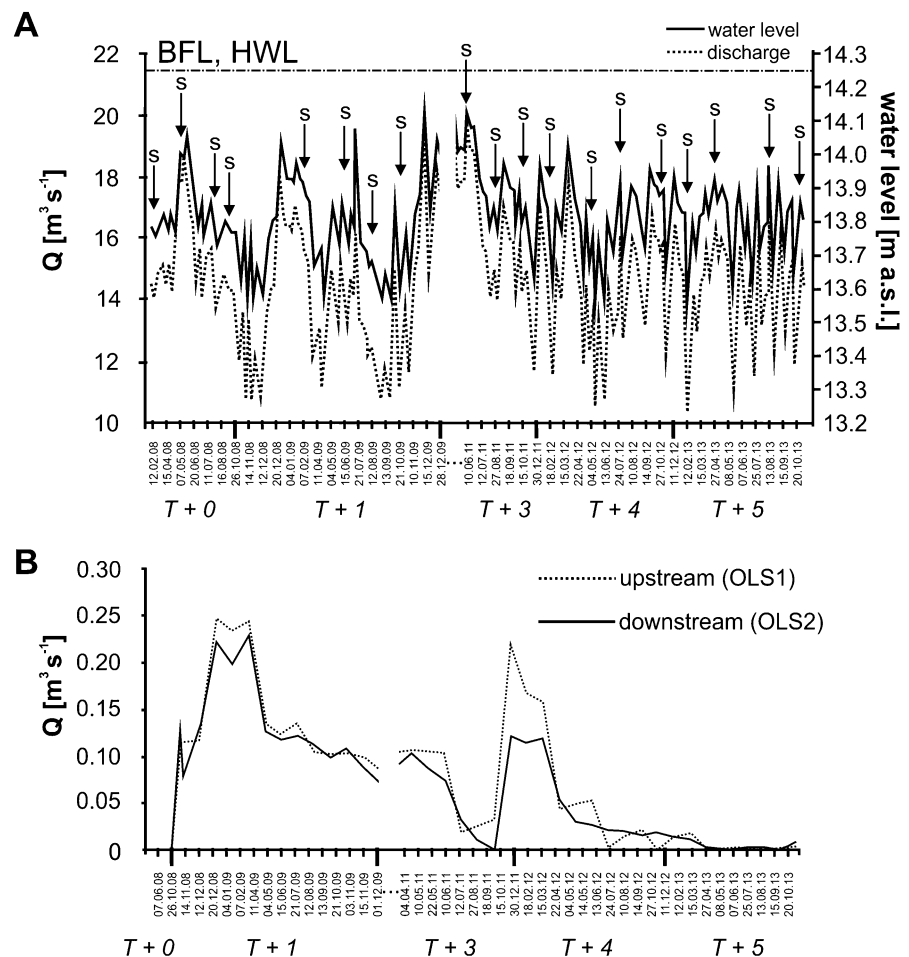 A
BFL, HWL
water level
discharge
22
20
18
16
14
12
10
Q [m³ s⁻¹]
14.3
14.2
14.1
14.0
13.9
13.8
13.7
13.6
13.5
13.4
13.3
13.2
water level [m a.s.l.]
S S S S S S S S S S S S S S S S S S
12.02.08 15.04.08 07.05.08 20.06.08 11.07.08 16.08.08 26.10.08 14.11.08 12.12.08 20.12.08 04.01.09 07.02.09 11.04.09 04.05.09 15.06.09 21.07.09 12.08.09 13.09.09 21.10.09 03.11.09 15.12.09 28.12.09 ... 10.06.11 12.07.11 27.08.11 18.09.11 15.10.11 30.12.11 18.02.12 15.03.12 22.04.12 04.05.12 13.06.12 24.07.12 10.08.12 14.09.12 27.10.12 11.11.12 12.02.13 15.03.13 27.04.13 08.05.13 07.06.13 25.07.13 13.08.13 15.09.13 20.10.13
T + 0 T + 1 T + 3 T + 4 T + 5
B
upstream (OLS1)
downstream (OLS2)
0.30
0.25
0.20
0.15
0.10
0.05
0
Q [m³ s⁻¹]
07.06.08 26.10.08 14.11.08 12.12.08 20.12.08 04.01.09 07.02.09 11.04.09 04.05.09 15.06.09 21.07.09 12.08.09 13.09.09 21.10.09 03.11.09 15.11.09 01.12.09 ... 04.04.11 10.05.11 22.05.11 10.06.11 12.07.11 27.08.11 18.09.11 15.10.11 30.12.11 18.02.12 15.03.12 22.04.12 04.05.12 13.06.12 24.07.12 10.08.12 14.09.12 27.10.12 11.11.12 12.02.13 15.03.13 27.04.13 08.05.13 07.06.13 25.07.13 13.08.13 15.09.13 20.10.13
T + 0 T + 1 T + 3 T + 4 T + 5